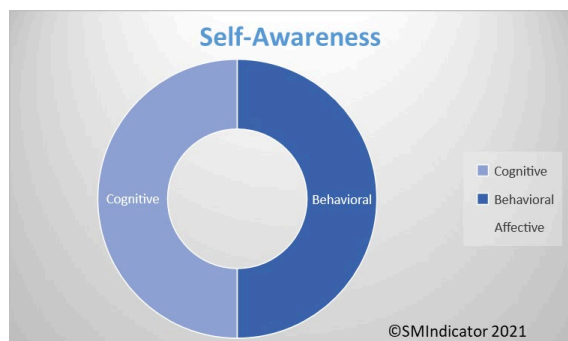 Self-Awareness
Cognitive
Behavioral
Cognitive
Behavioral
Affective
©SMIndicator 2021